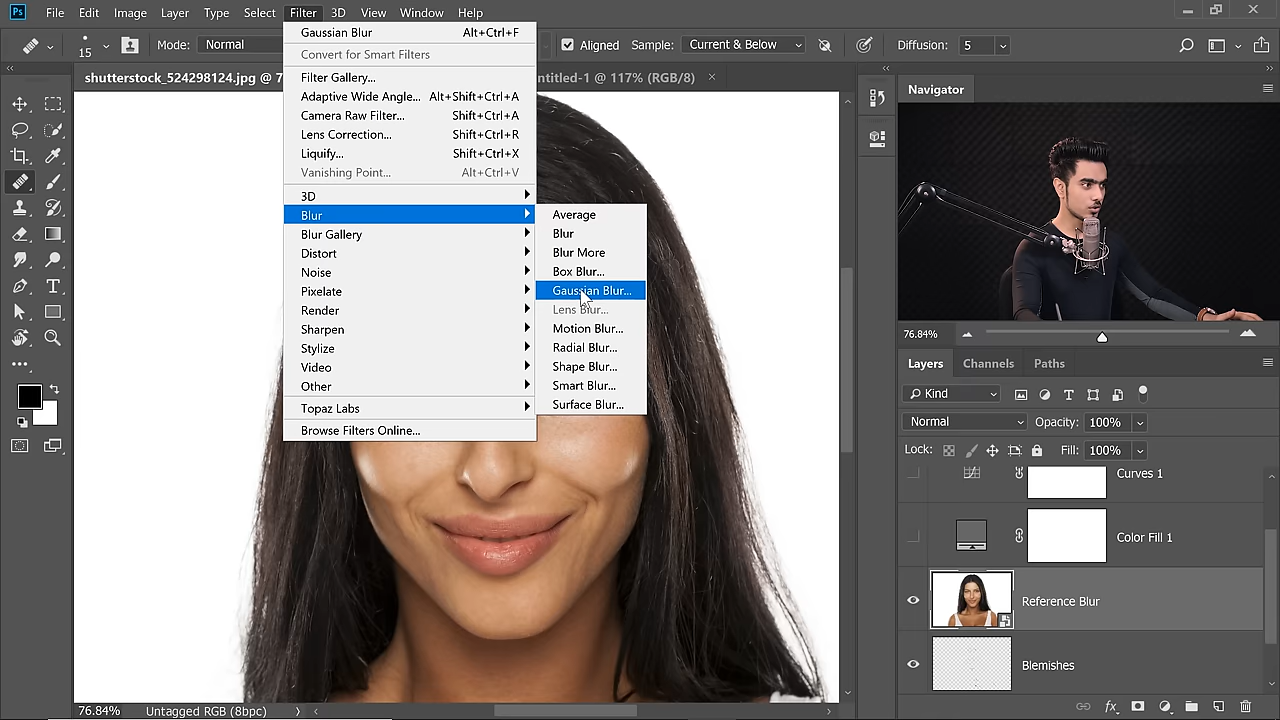 Ps File Edit Image Layer Type Select Filter 3D View Window Help
15 Mode: Normal Aligned Sample: Current & Below Diffusion: 5
shutterstock_524298124.jpg @ 7 ntitled-1 @ 117% (RGB/8) ×
Gaussian Blur Alt+Ctrl+F
Convert for Smart Filters
Filter Gallery...
Adaptive Wide Angle... Alt+Shift+Ctrl+A
Camera Raw Filter... Shift+Ctrl+A
Lens Correction... Shift+Ctrl+R
Liquify... Shift+Ctrl+X
Vanishing Point... Alt+Ctrl+V
3D
Blur
Blur Gallery
Distort
Noise
Pixelate
Render
Sharpen
Stylize
Video
Other
Topaz Labs
Browse Filters Online...
Average
Blur
Blur More
Box Blur...
Gaussian Blur...
Lens Blur...
Motion Blur...
Radial Blur...
Shape Blur...
Smart Blur...
Surface Blur...
Navigator
76.84%
Layers Channels Paths
Kind
Normal Opacity: 100%
Lock: Fill: 100%
Curves 1
Color Fill 1
Reference Blur
Blemishes
76.84% Untagged RGB (8bpc)